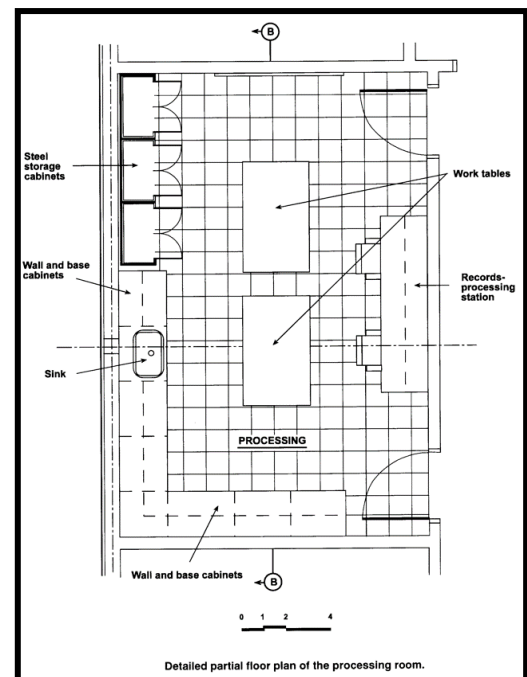 B
Steel
storage
cabinets
Work tables
Wall and base
cabinets
Records-
processing
station
Sink
PROCESSING
Wall and base cabinets
B
0 1 2 4
Detailed partial floor plan of the processing room.